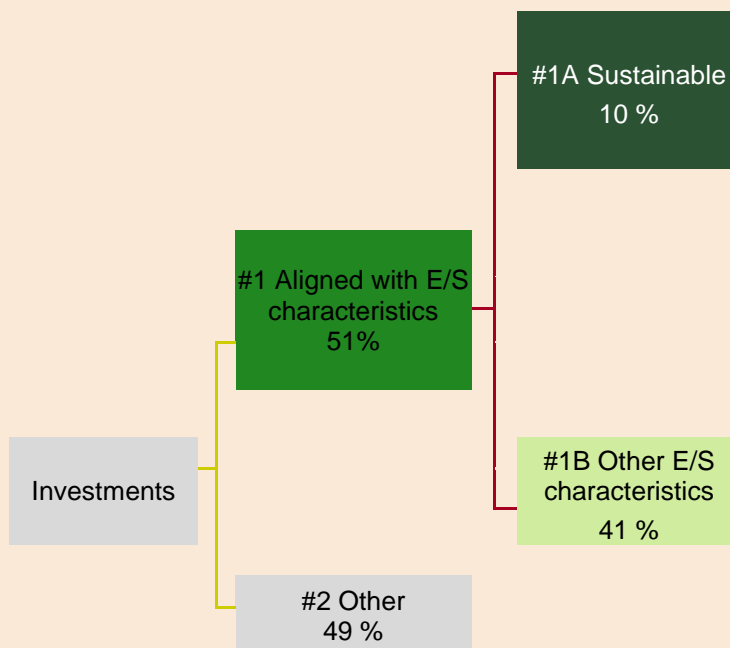 #1A Sustainable
10 %
#1 Aligned with E/S
characteristics
51%
Investments
#1B Other E/S
characteristics
41 %
#2 Other
49 %